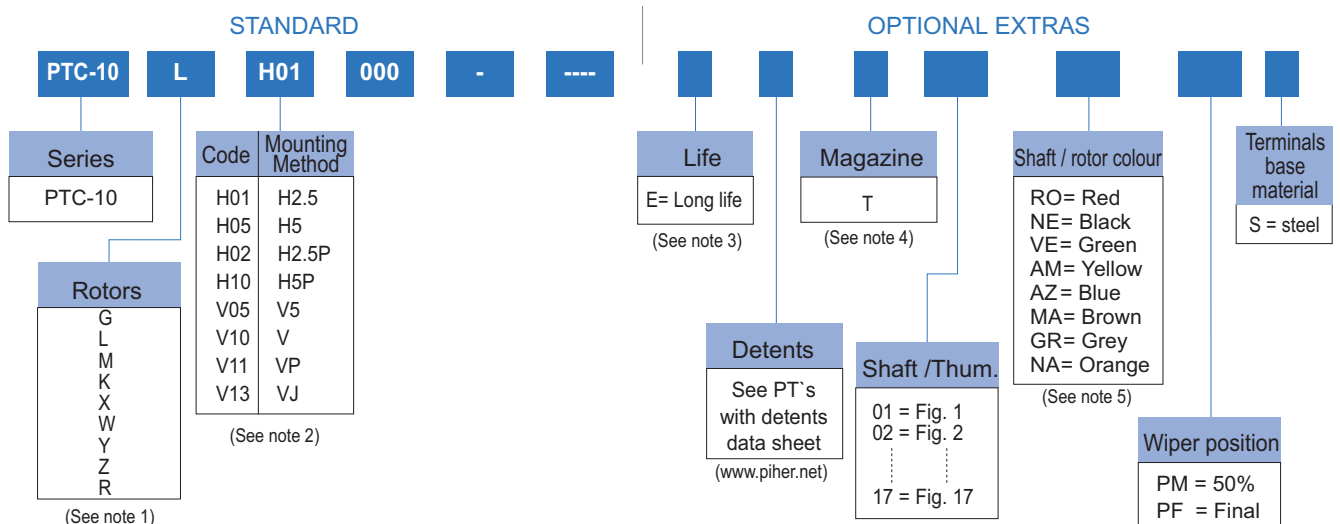 STANDARD
OPTIONAL EXTRAS
PTC-10 L H01 000 - ----
Series
PTC-10
Rotors
G
L
M
K
X
W
Y
Z
R
(See note 1)
Code Mounting Method
H01 H2.5
H05 H5
H02 H2.5P
H10 H5P
V05 V5
V10 V
V11 VP
V13 VJ
(See note 2)
Life
E= Long life
(See note 3)
Detents
See PT`s
with detents
data sheet
(www.piher.net)
Magazine
T
(See note 4)
Shaft /Thum.
01 = Fig. 1
02 = Fig. 2
17 = Fig. 17
Shaft / rotor colour
RO= Red
NE= Black
VE= Green
AM= Yellow
AZ= Blue
MA= Brown
GR= Grey
NA= Orange
(See note 5)
Wiper position
PM = 50%
PF = Final
Terminals
base
material
S = steel